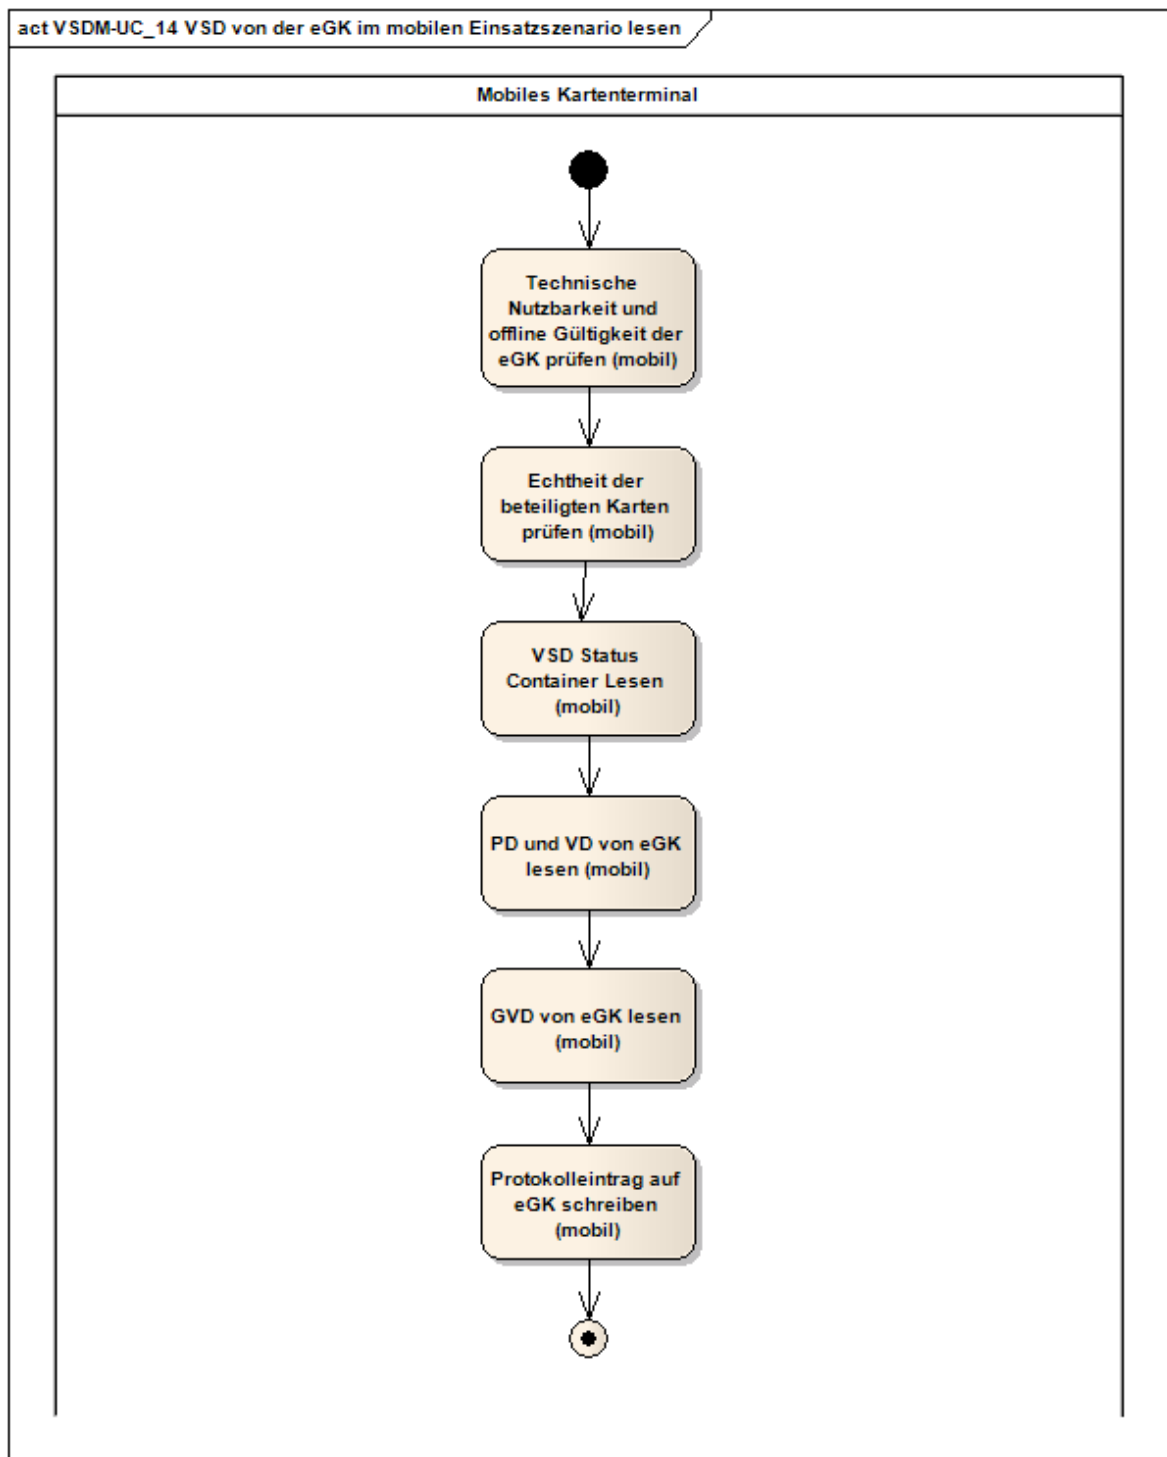 act VSDM-UC_14 VSD von der eGK im mobilen Einsatzszenario lesen
Mobiles Kartenterminal
Technische
Nutzbarkeit und
offline Gültigkeit der
eGK prüfen (mobil)
Echtheit der
beteiligten Karten
prüfen (mobil)
VSD Status
Container Lesen
(mobil)
PD und VD von eGK
lesen (mobil)
GVD von eGK lesen
(mobil)
Protokolleintrag auf
eGK schreiben
(mobil)